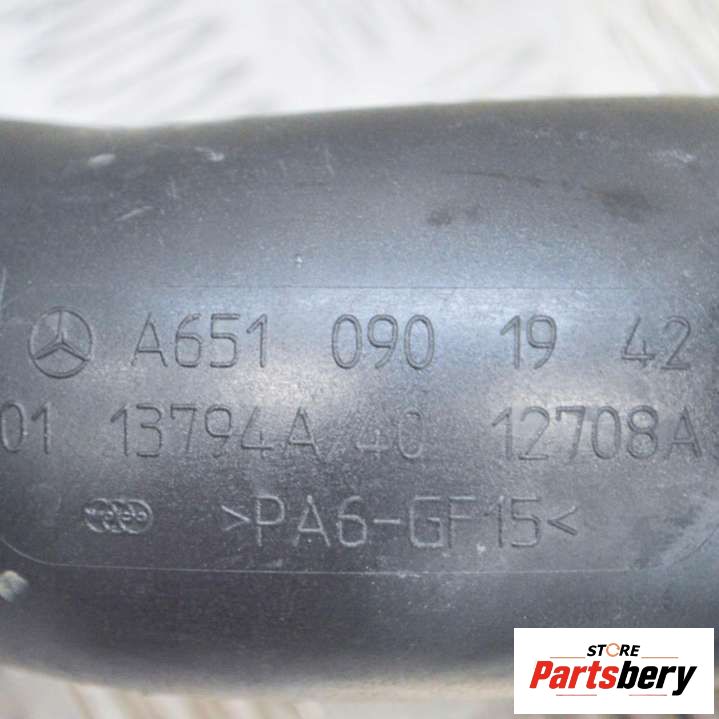 A651 090 19 42
01 13794A/40 12708A
>PA6-GF15<
STORE
Partsbery